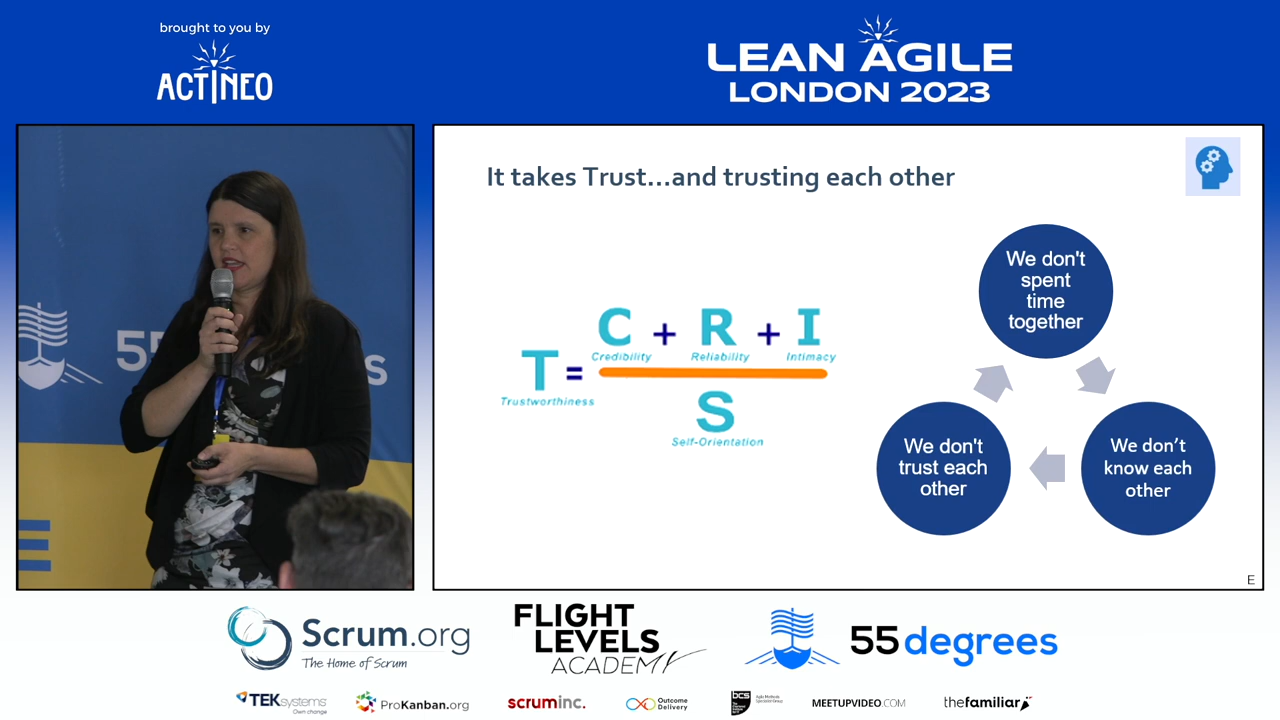 brought to you by
ACTINEO
LEAN AGILE
LONDON 2023
55
s
E
It takes Trust...and trusting each other
T =
Trustworthiness
C + R + I
Credibility Reliability Intimacy
S
Self-Orientation
We don't
spent
time
together
We don't
trust each
other
We don’t
know each
other
E
Scrum.org
The Home of Scrum
FLIGHT
LEVELS
ACADEMY
55degrees
TEKsystems
Own change
ProKanban.org
scruminc.
Outcome
Delivery
bcs
Agile Methods
Specialist Group
MEETUPVIDEO.COM
thefamiliar